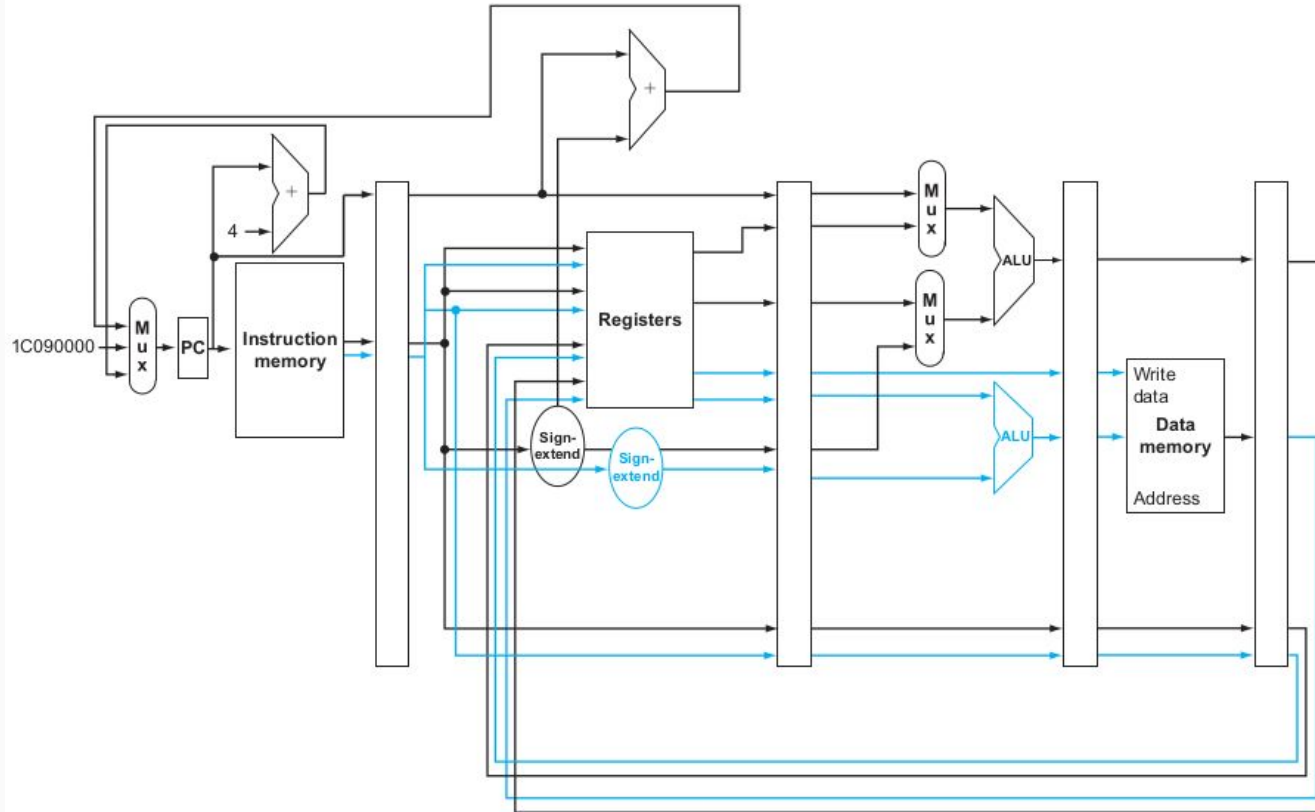 +
+
4
M
u
x
ALU
M
u
x
Registers
1C090000
M
u
x
PC
Instruction
memory
Write
data
Data
memory
Address
ALU
Sign-
extend
Sign-
extend